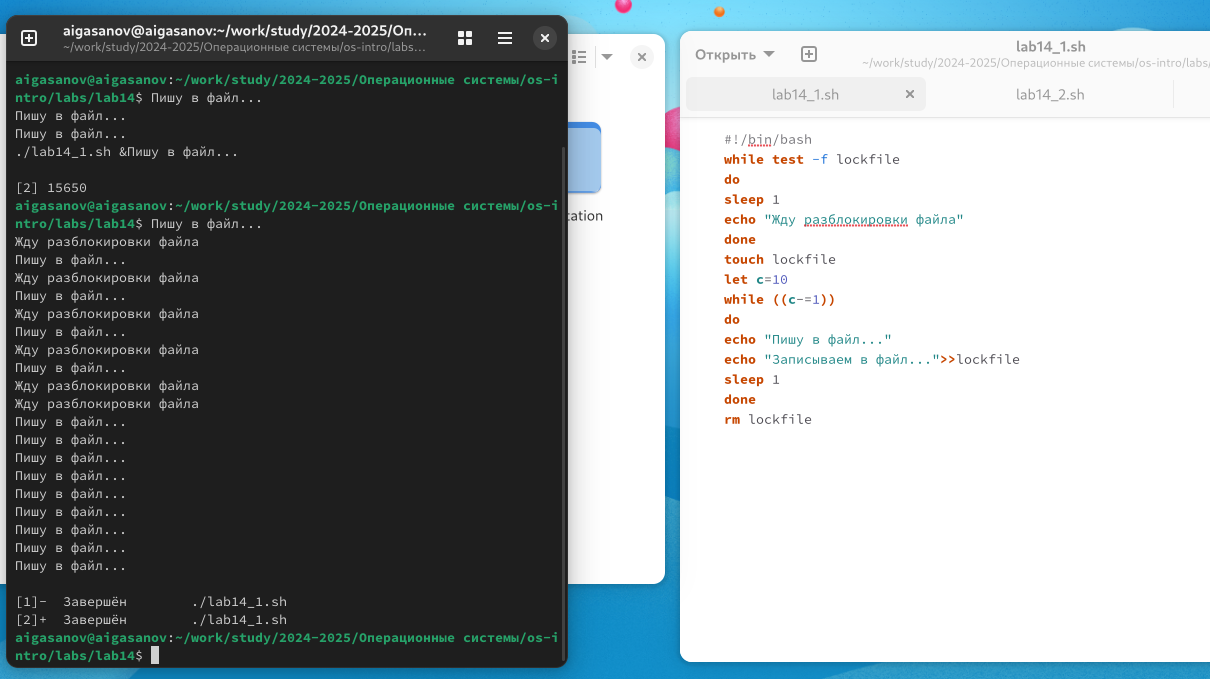 aigasanov@aigasanov:~/work/study/2024-2025/Оп...
~/work/study/2024-2025/Операционные системы/os-intro/labs...
aigasanov@aigasanov:~/work/study/2024-2025/Операционные системы/os-i
ntro/labs/lab14$ Пишу в файл...
Пишу в файл...
Пишу в файл...
./lab14_1.sh &Пишу в файл...
[2] 15650
aigasanov@aigasanov:~/work/study/2024-2025/Операционные системы/os-i
ntro/labs/lab14$ Пишу в файл...
Жду разблокировки файла
Пишу в файл...
Жду разблокировки файла
Пишу в файл...
Жду разблокировки файла
Пишу в файл...
Жду разблокировки файла
Пишу в файл...
Жду разблокировки файла
Жду разблокировки файла
Пишу в файл...
Пишу в файл...
Пишу в файл...
Пишу в файл...
Пишу в файл...
Пишу в файл...
Пишу в файл...
Пишу в файл...
Пишу в файл...
[1]-  Завершён        ./lab14_1.sh
[2]+  Завершён        ./lab14_1.sh
aigasanov@aigasanov:~/work/study/2024-2025/Операционные системы/os-i
ntro/labs/lab14$
tation
Открыть
lab14_1.sh
~/work/study/2024-2025/Операционные системы/os-intro/labs/
lab14_1.sh
lab14_2.sh
#!/bin/bash
while test -f lockfile
do
sleep 1
echo "Жду разблокировки файла"
done
touch lockfile
let c=10
while ((c-=1))
do
echo "Пишу в файл..."
echo "Записываем в файл...">>lockfile
sleep 1
done
rm lockfile